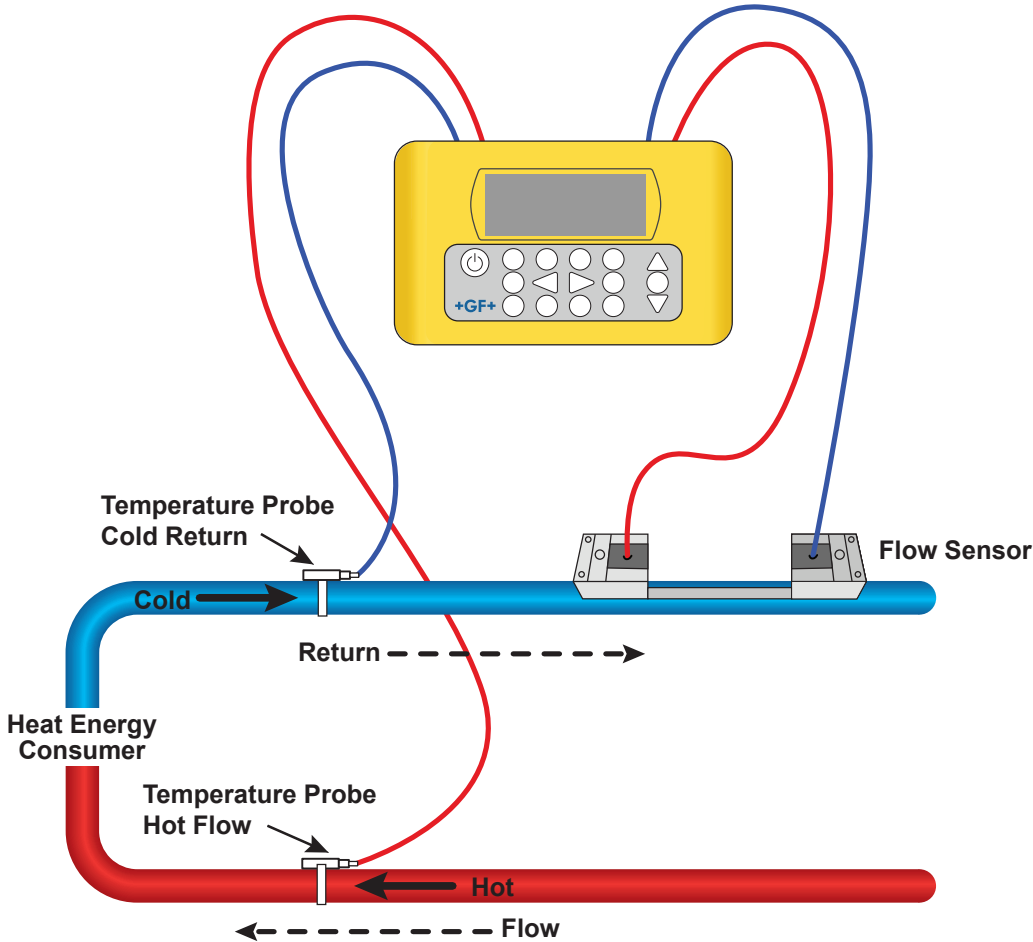 +GF+
Temperature Probe
Cold Return
Flow Sensor
Cold
Return
Heat Energy
Consumer
Temperature Probe
Hot Flow
Hot
Flow